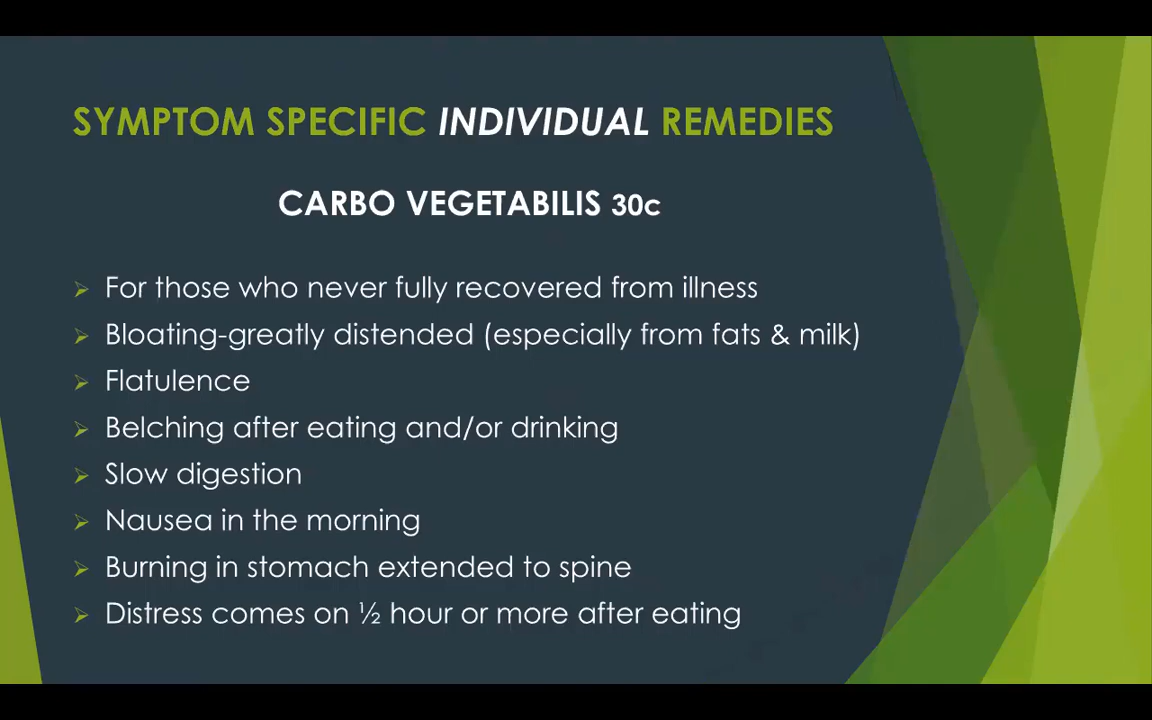 SYMPTOM SPECIFIC INDIVIDUAL REMEDIES
CARBO VEGETABILIS 30c
For those who never fully recovered from illness
Bloating-greatly distended (especially from fats & milk)
Flatulence
Belching after eating and/or drinking
Slow digestion
Nausea in the morning
Burning in stomach extended to spine
Distress comes on ½ hour or more after eating